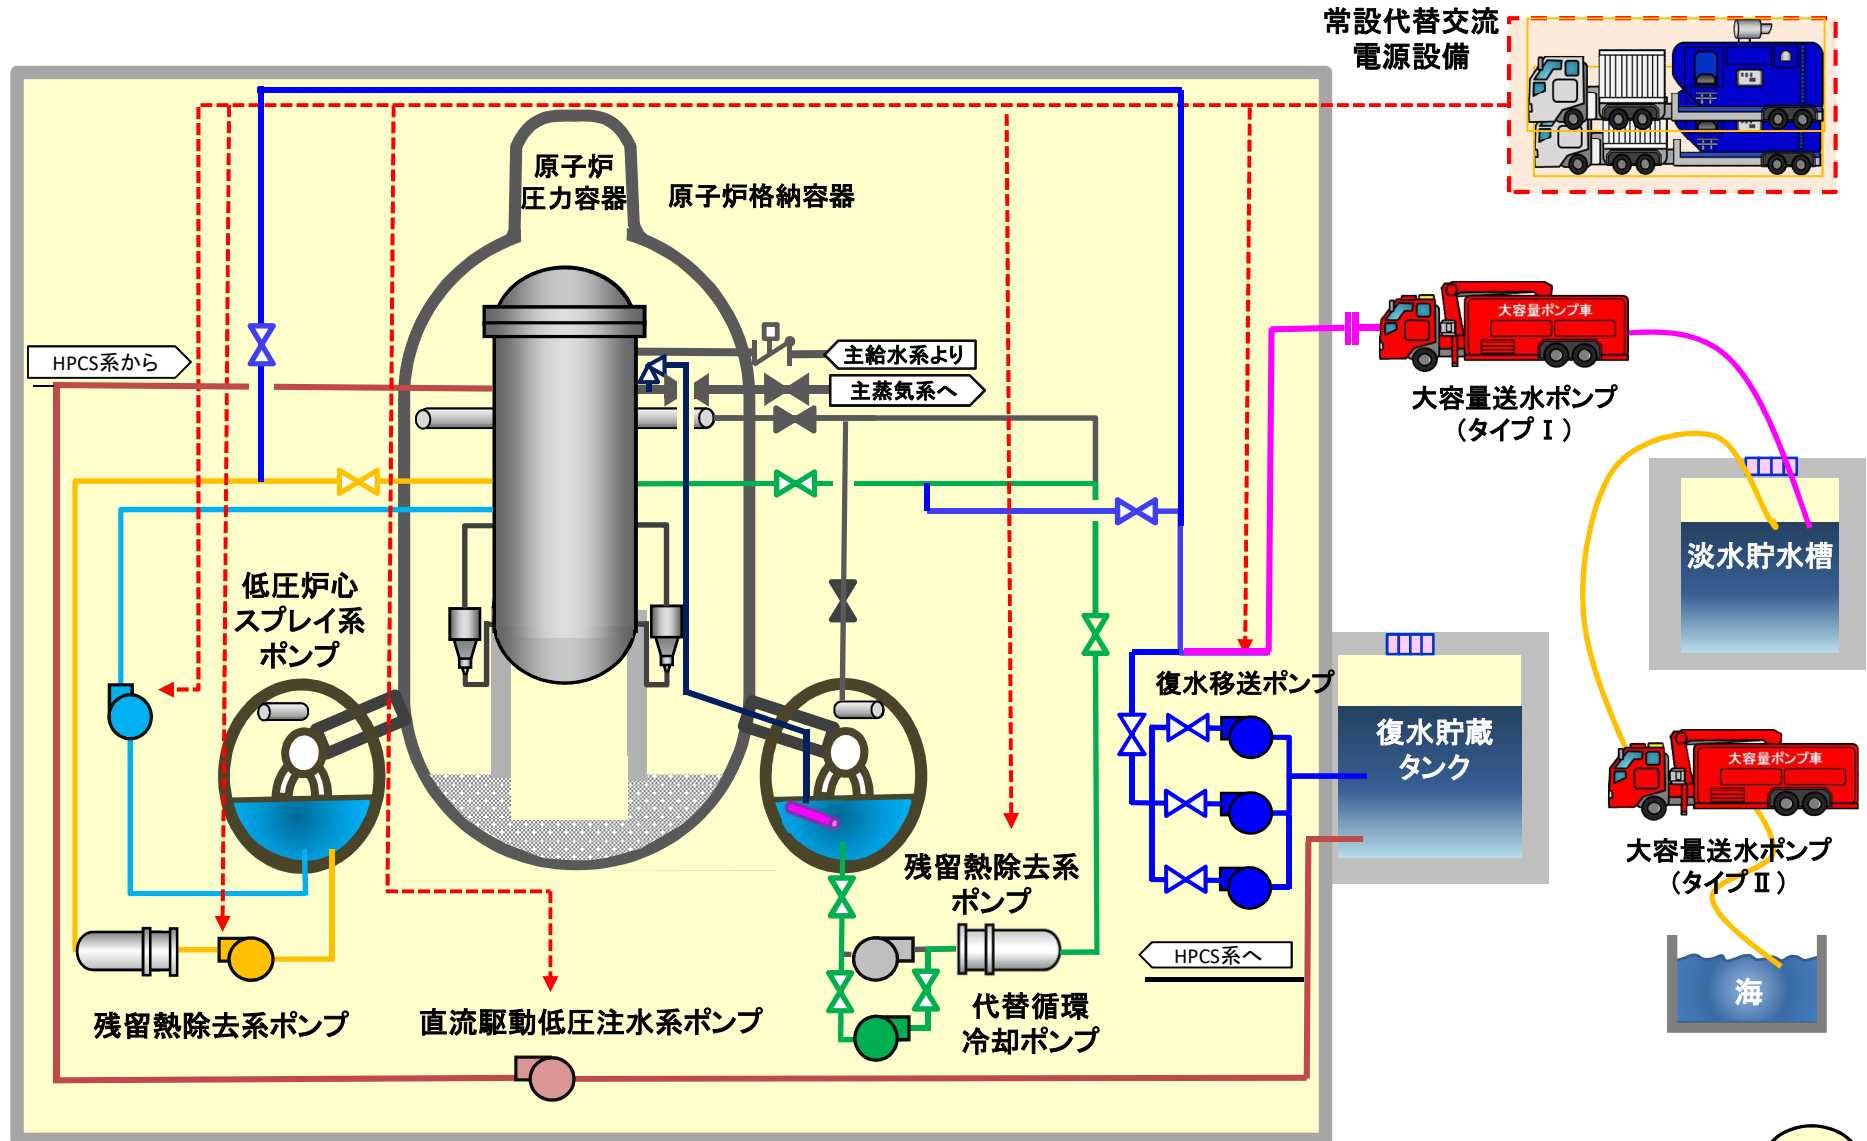 常設代替交流
電源設備
原子炉
圧力容器
原子炉格納容器
大容量ポンプ車
HPCS系から
主給水系より
主蒸気系へ
大容量送水ポンプ
(タイプⅠ)
淡水貯水槽
低圧炉心
スプレイ系
ポンプ
復水移送ポンプ
復水貯蔵
タンク
大容量ポンプ車
大容量送水ポンプ
(タイプⅡ)
残留熱除去系
ポンプ
HPCS系へ
海
残留熱除去系ポンプ
直流駆動低圧注水系ポンプ
代替循環
冷却ポンプ